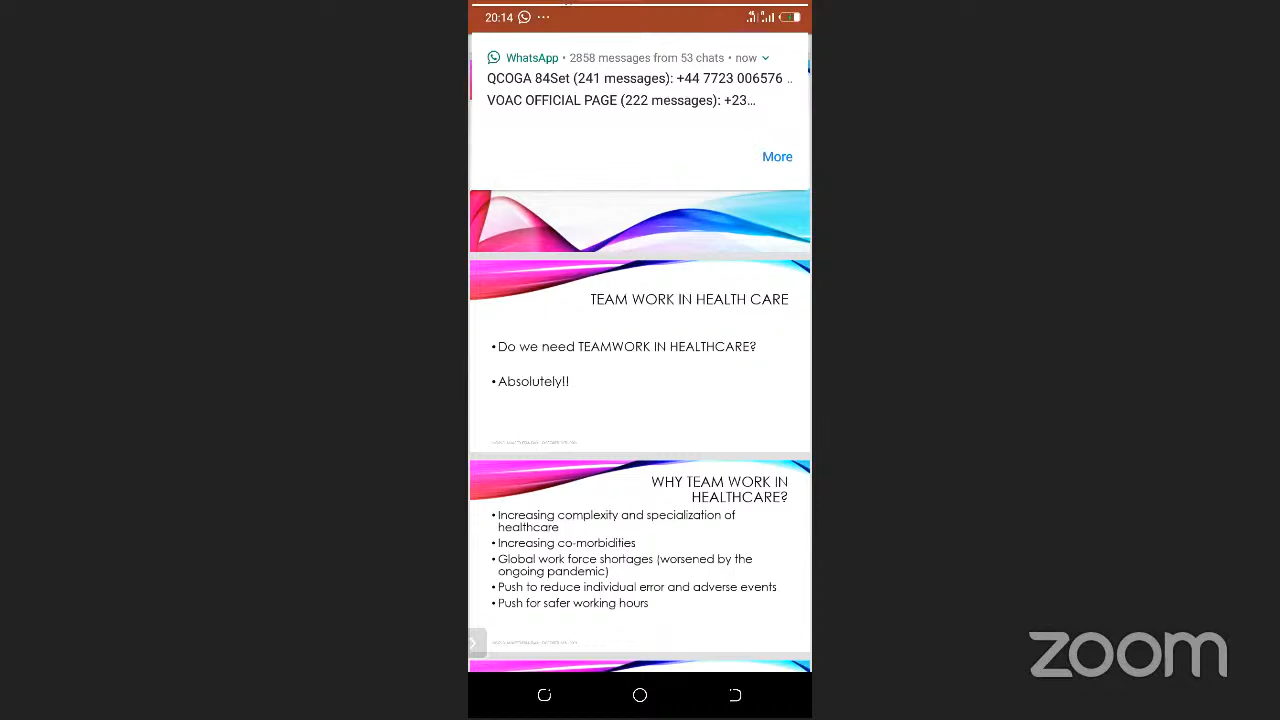 20:14
WhatsApp • 2858 messages from 53 chats • now
QCOGA 84Set (241 messages): +44 7723 006576 ..
VOAC OFFICIAL PAGE (222 messages): +23...
More
TEAM WORK IN HEALTH CARE
• Do we need TEAMWORK IN HEALTHCARE?
• Absolutely!!
WHY TEAM WORK IN
HEALTHCARE?
• Increasing complexity and specialization of
healthcare
• Increasing co-morbidities
• Global work force shortages (worsened by the
ongoing pandemic)
• Push to reduce individual error and adverse events
• Push for safer working hours
zoom